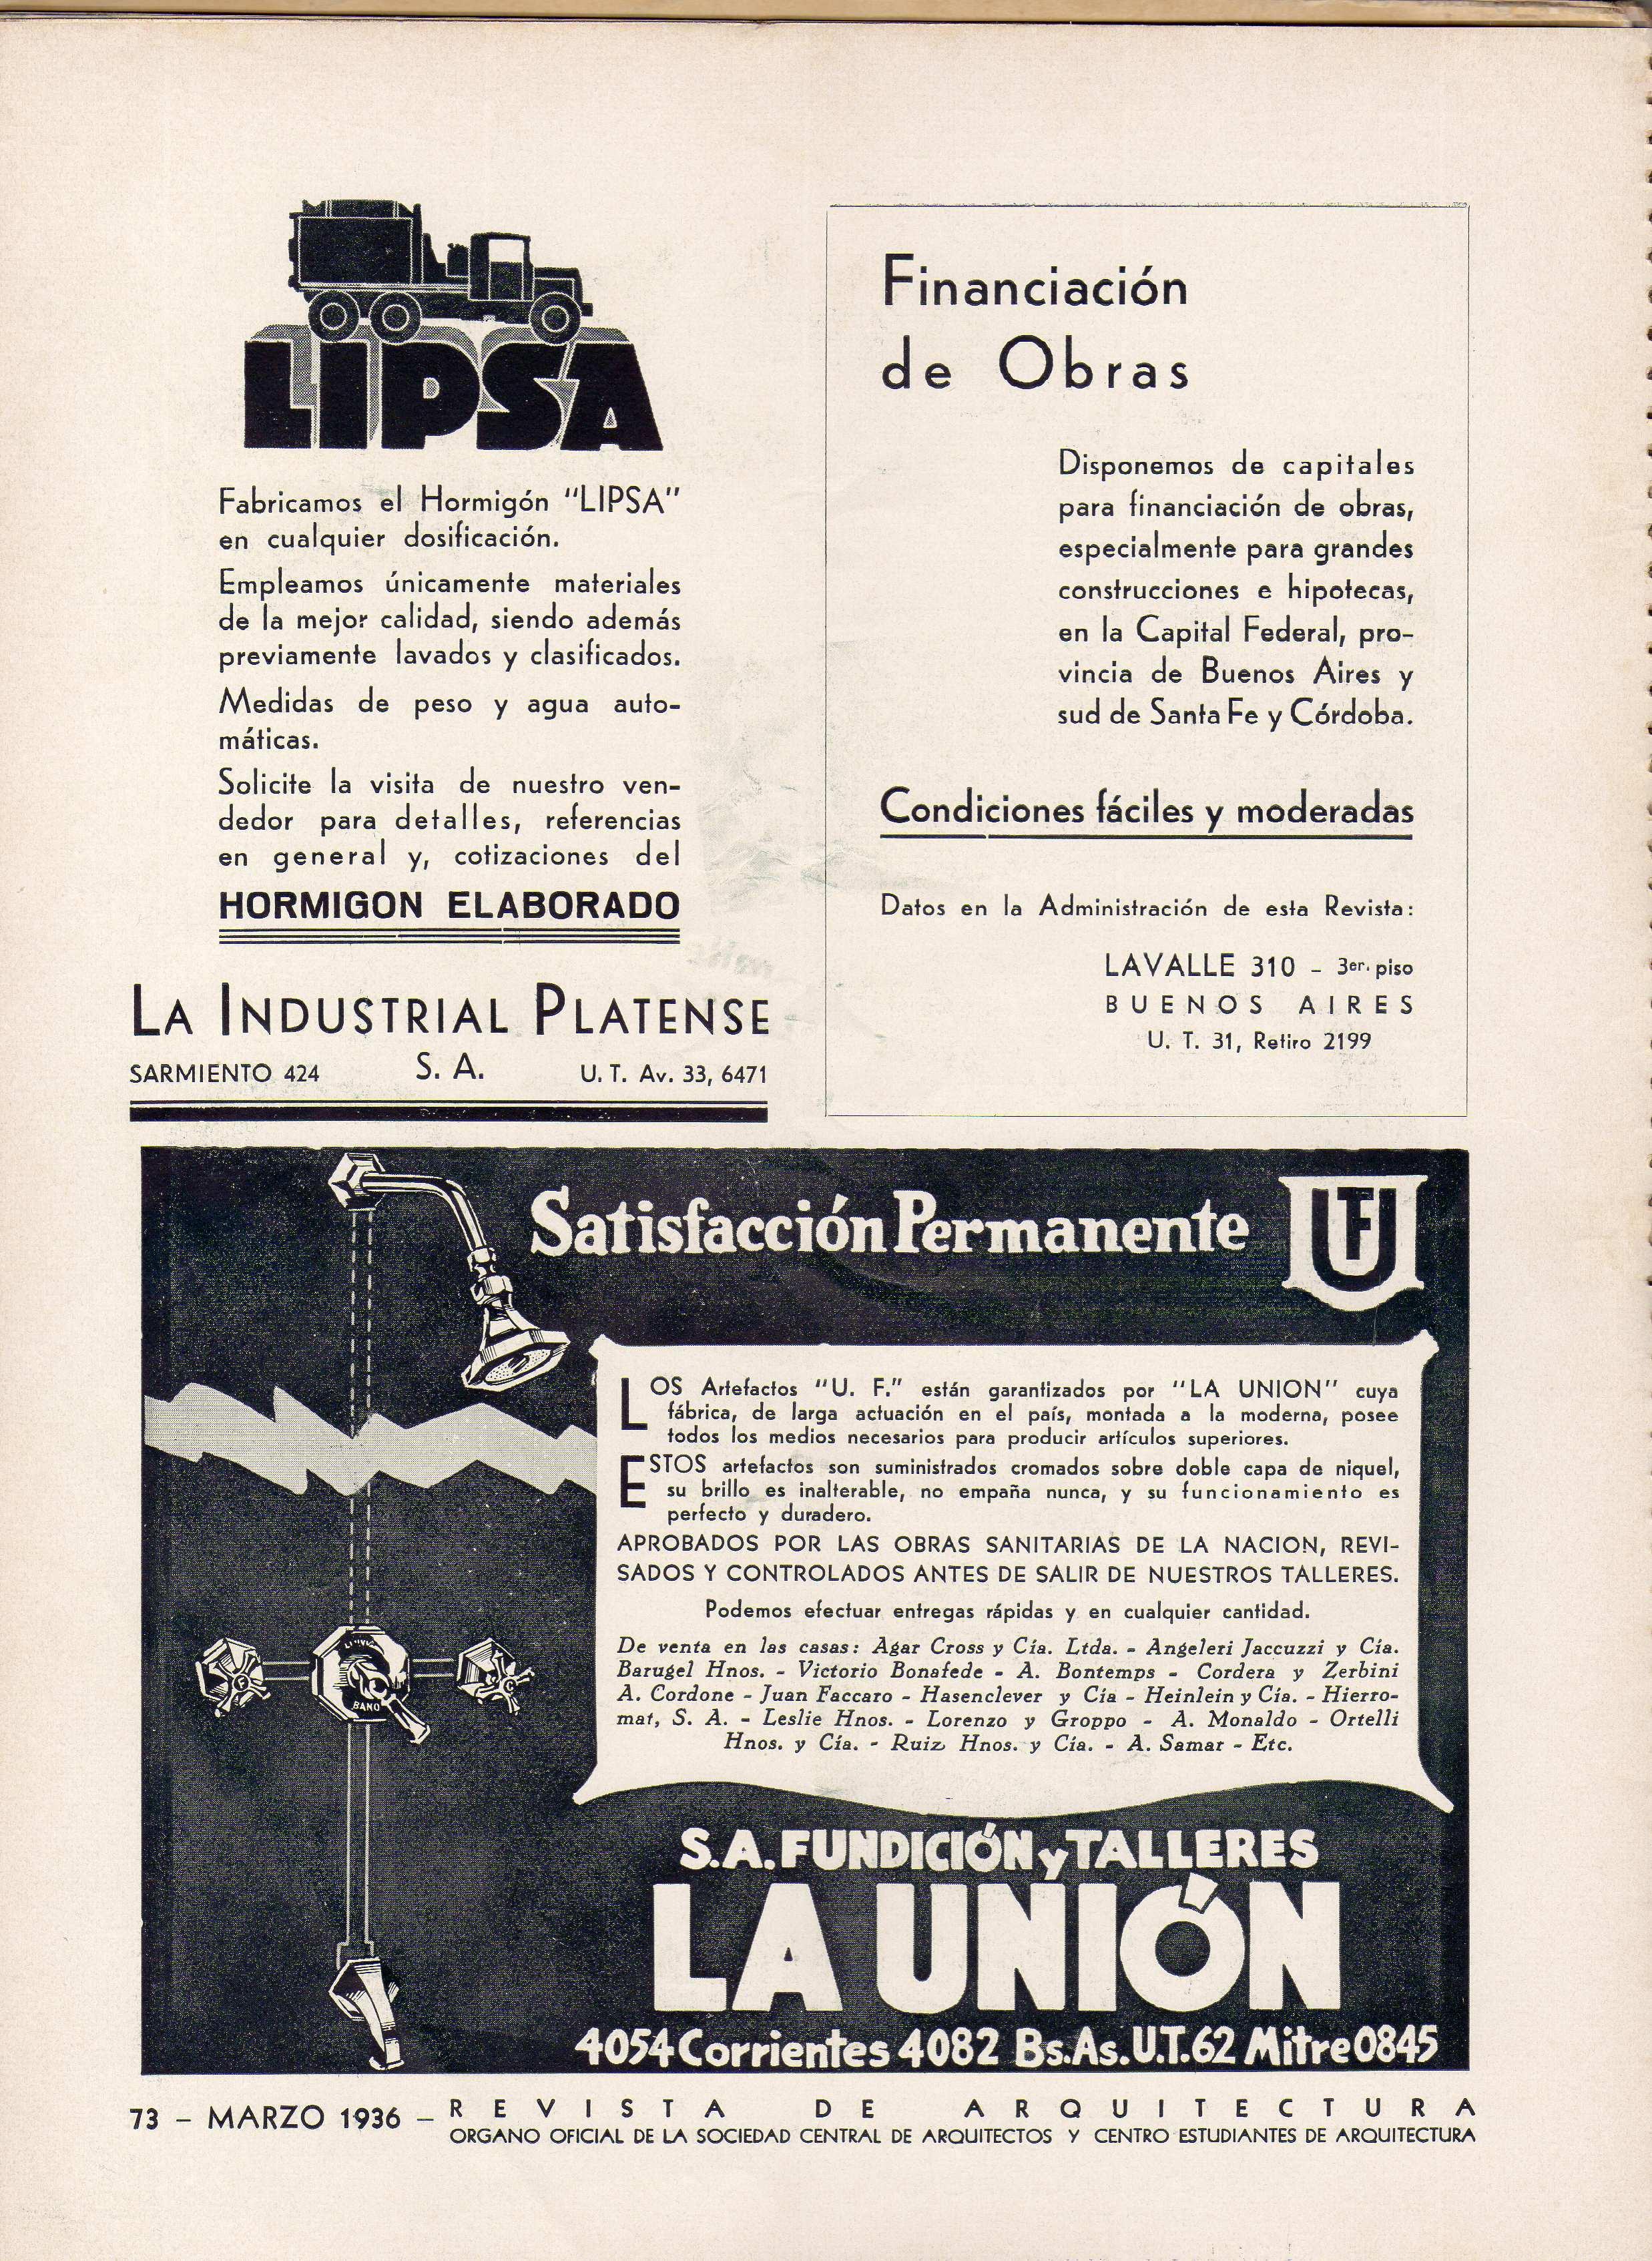 LIPSA
Fabricamos el Hormigón "LIPSA"
en cualquier dosificación.
Empleamos únicamente materiales
de la mejor calidad, siendo además
previamente lavados y clasificados.
Medidas de peso y agua auto-
máticas.
Solicite la visita de nuestro ven-
dedor para detalles, referencias
en general y, cotizaciones del
HORMIGON ELABORADO
LA INDUSTRIAL PLATENSE
SARMIENTO 424 S. A. U. T. Av. 33, 6471
Financiación
de Obras
Disponemos de capitales
para financiación de obras,
especialmente para grandes
construcciones e hipotecas,
en la Capital Federal, pro-
vincia de Buenos Aires y
sud de Santa Fe y Córdoba.
Condiciones fáciles y moderadas
Datos en la Administración de esta Revista:
LAVALLE 310 - 3er. piso
BUENOS AIRES
U. T. 31, Retiro 2199
Satisfacción Permanente
UF
LOS Artefactos "U. F." están garantizados por "LA UNION" cuya
fábrica, de larga actuación en el país, montada a la moderna, posee
todos los medios necesarios para producir artículos superiores.
ESTOS artefactos son suministrados cromados sobre doble capa de niquel,
su brillo es inalterable, no empaña nunca, y su funcionamiento es
perfecto y duradero.
APROBADOS POR LAS OBRAS SANITARIAS DE LA NACION, REVI-
SADOS Y CONTROLADOS ANTES DE SALIR DE NUESTROS TALLERES.
Podemos efectuar entregas rápidas y en cualquier cantidad.
De venta en las casas: Agar Cross y Cía. Ltda. - Angeleri Jaccuzzi y Cía.
Barugel Hnos. - Victorio Bonafede - A. Bontemps - Cordera y Zerbini
A. Cordone - Juan Faccaro - Hasenclever y Cía - Heinlein y Cía. - Hierro-
mat, S. A. - Leslie Hnos. - Lorenzo y Groppo - A. Monaldo - Ortelli
Hnos. y Cía. - Ruiz Hnos. y Cía. - A. Samar - Etc.
F
C
BAÑO
S.A. FUNDICIÓN y TALLERES
LA UNIÓN
4054 Corrientes 4082 Bs.As. U.T. 62 Mitre 0845
73 - MARZO 1936 - REVISTA DE ARQUITECTURA
ORGANO OFICIAL DE LA SOCIEDAD CENTRAL DE ARQUITECTOS Y CENTRO ESTUDIANTES DE ARQUITECTURA